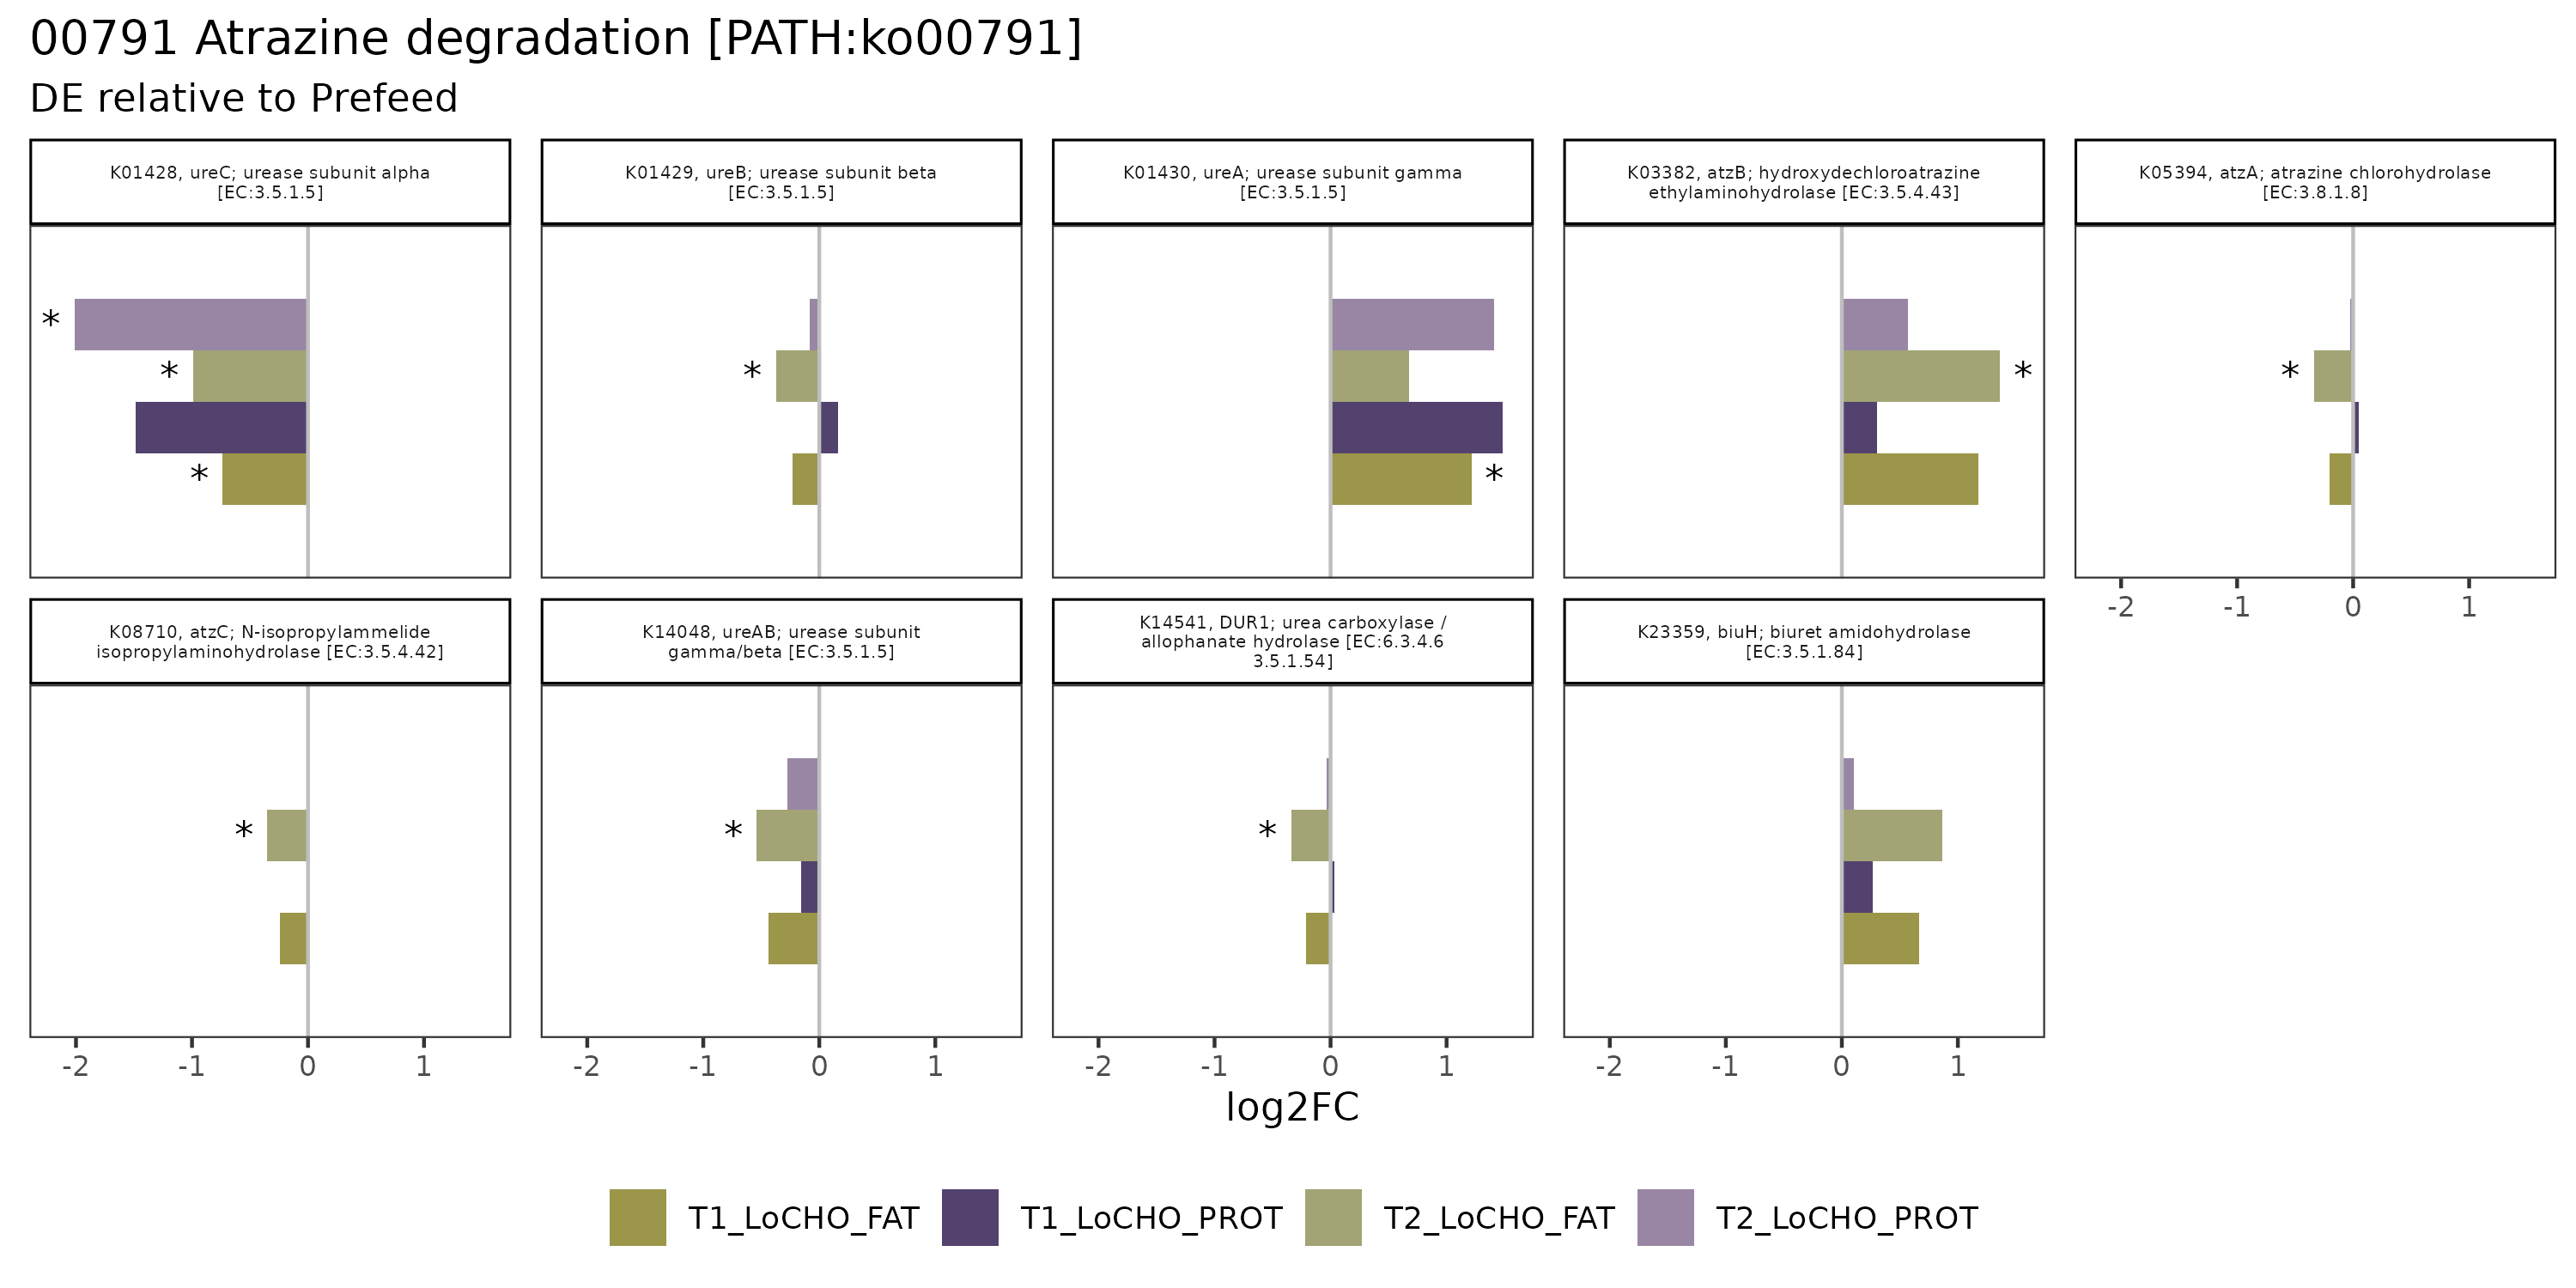 00791 Atrazine degradation [PATH:ko00791]
DE relative to Prefeed
K01428, ureC; urease subunit alpha
[EC:3.5.1.5]
K01429, ureB; urease subunit beta
[EC:3.5.1.5]
K01430, ureA; urease subunit gamma
[EC:3.5.1.5]
K03382, atzB; hydroxydechloroatrazine
ethylaminohydrolase [EC:3.5.4.43]
K05394, atzA; atrazine chlorohydrolase
[EC:3.8.1.8]
*
*
*
*
*
*
*
-2 -1 0 1
K08710, atzC; N-isopropylammelide
isopropylaminohydrolase [EC:3.5.4.42]
K14048, ureAB; urease subunit
gamma/beta [EC:3.5.1.5]
K14541, DUR1; urea carboxylase /
allophanate hydrolase [EC:6.3.4.6
3.5.1.54]
K23359, biuH; biuret amidohydrolase
[EC:3.5.1.84]
*
*
*
-2 -1 0 1
-2 -1 0 1
-2 -1 0 1
-2 -1 0 1
log2FC
T1_LoCHO_FAT
T1_LoCHO_PROT
T2_LoCHO_FAT
T2_LoCHO_PROT